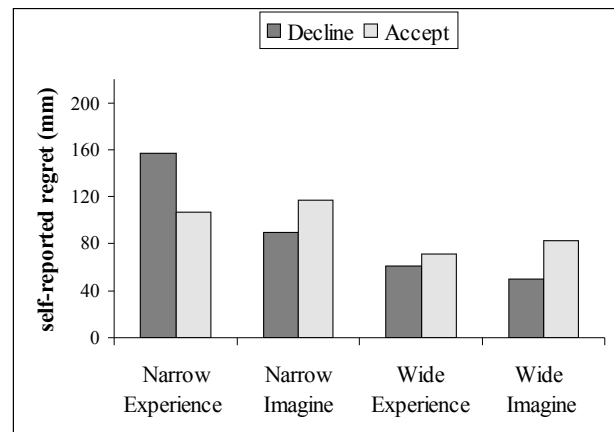 Decline Accept
self-reported regret (mm)
200
160
120
80
40
0
Narrow Experience
Narrow Imagine
Wide Experience
Wide Imagine